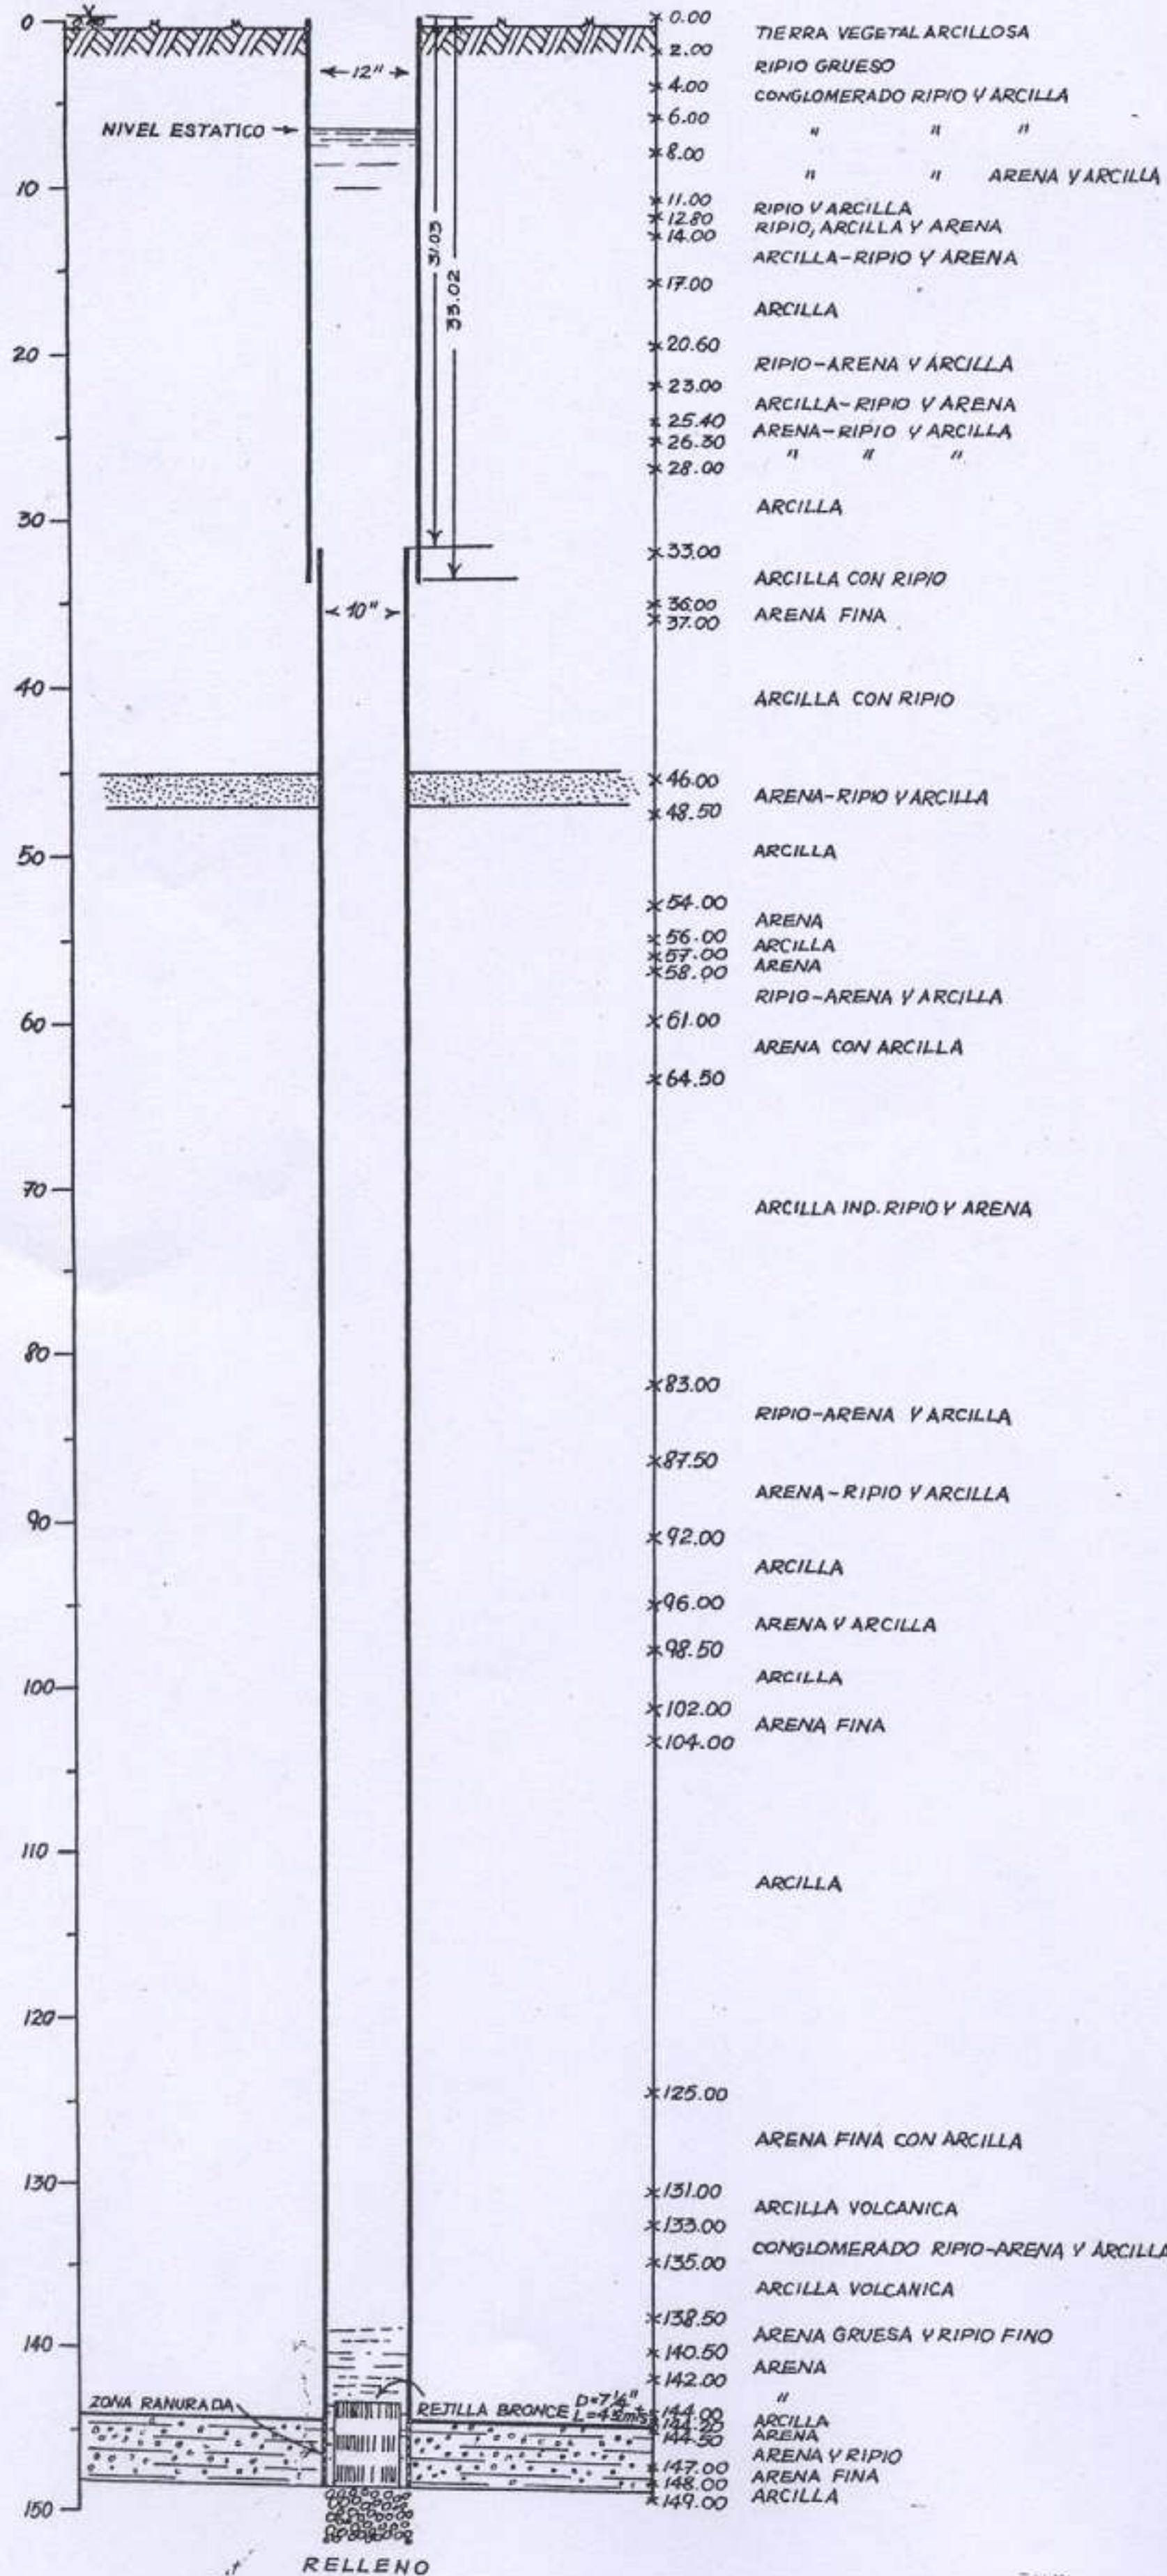 0
12"
NIVEL ESTATICO
10
31.03
33.02
20
30
10"
40
50
60
70
80
90
100
110
120
130
140
ZONA RANURADA
REJILLA BRONCE
150
RELLENO
0.00
TIERRA VEGETAL ARCILLOSA
2.00
RIPIO GRUESO
4.00
CONGLOMERADO RIPIO Y ARCILLA
6.00
" " "
8.00
" " ARENA Y ARCILLA
11.00
RIPIO Y ARCILLA
12.80
RIPIO, ARCILLA Y ARENA
14.00
ARCILLA-RIPIO Y ARENA
17.00
ARCILLA
20.60
RIPIO-ARENA Y ARCILLA
23.00
ARCILLA-RIPIO Y ARENA
25.40
ARENA-RIPIO Y ARCILLA
26.30
" " "
28.00
ARCILLA
33.00
ARCILLA CON RIPIO
36.00
ARENA FINA
37.00
ARCILLA CON RIPIO
46.00
ARENA-RIPIO Y ARCILLA
48.50
ARCILLA
54.00
ARENA
56.00
ARCILLA
57.00
ARENA
58.00
RIPIO-ARENA Y ARCILLA
61.00
ARENA CON ARCILLA
64.50
ARCILLA IND. RIPIO Y ARENA
83.00
RIPIO-ARENA Y ARCILLA
87.50
ARENA-RIPIO Y ARCILLA
92.00
ARCILLA
96.00
ARENA Y ARCILLA
98.50
ARCILLA
102.00
ARENA FINA
104.00
ARCILLA
125.00
ARENA FINA CON ARCILLA
131.00
ARCILLA VOLCANICA
133.00
CONGLOMERADO RIPIO-ARENA Y ARCILLA
135.00
ARCILLA VOLCANICA
138.50
ARENA GRUESA Y RIPIO FINO
140.50
ARENA
142.00
"
144.00
ARCILLA
144.20
ARENA
144.50
ARENA Y RIPIO
147.00
ARENA FINA
148.00
ARCILLA
149.00